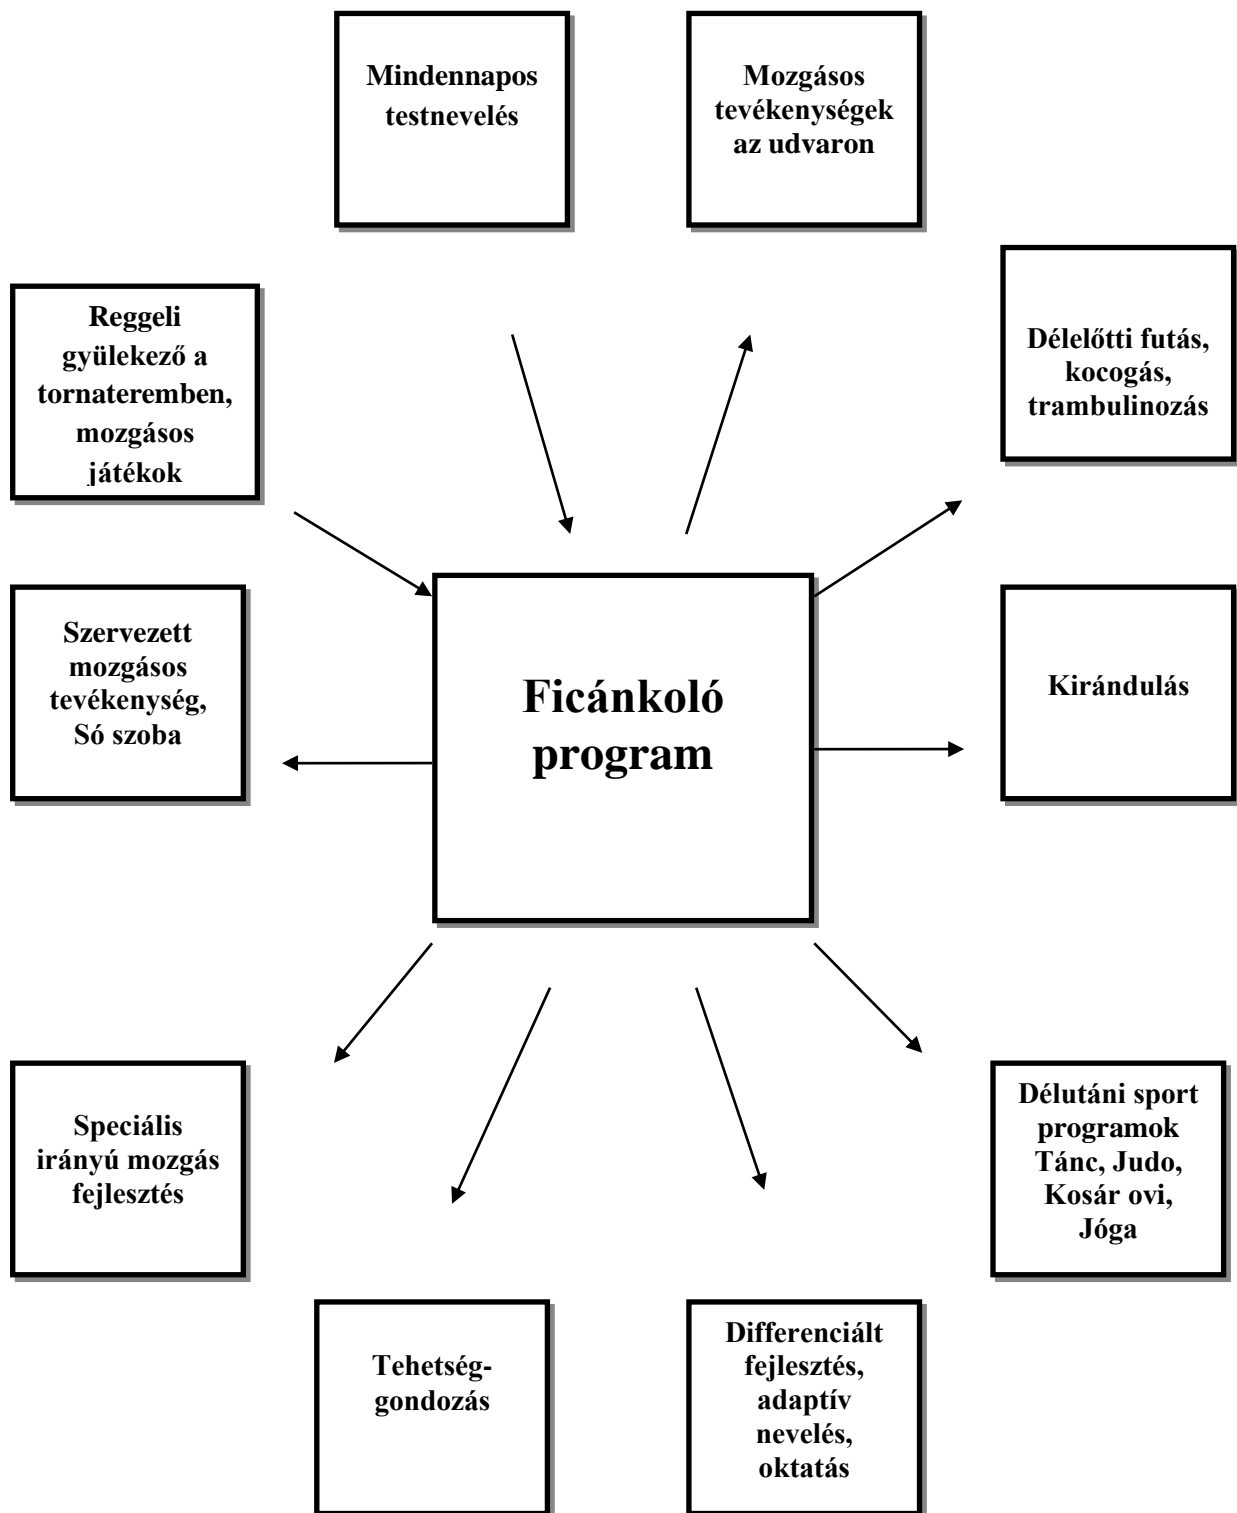 Mindennapos
testnevelés
Mozgásos
tevékenységek
az udvaron
Reggeli
gyülekező a
tornateremben,
mozgásos
játékok
Délelőtti futás,
kocogás,
trambulinozás
Szervezett
mozgásos
tevékenység,
Só szoba
Ficánkoló
program
Kirándulás
Speciális
irányú mozgás
fejlesztés
Délutáni sport
programok
Tánc, Judo,
Kosár ovi,
Jóga
Tehetség-
gondozás
Differenciált
fejlesztés,
adaptív
nevelés,
oktatás